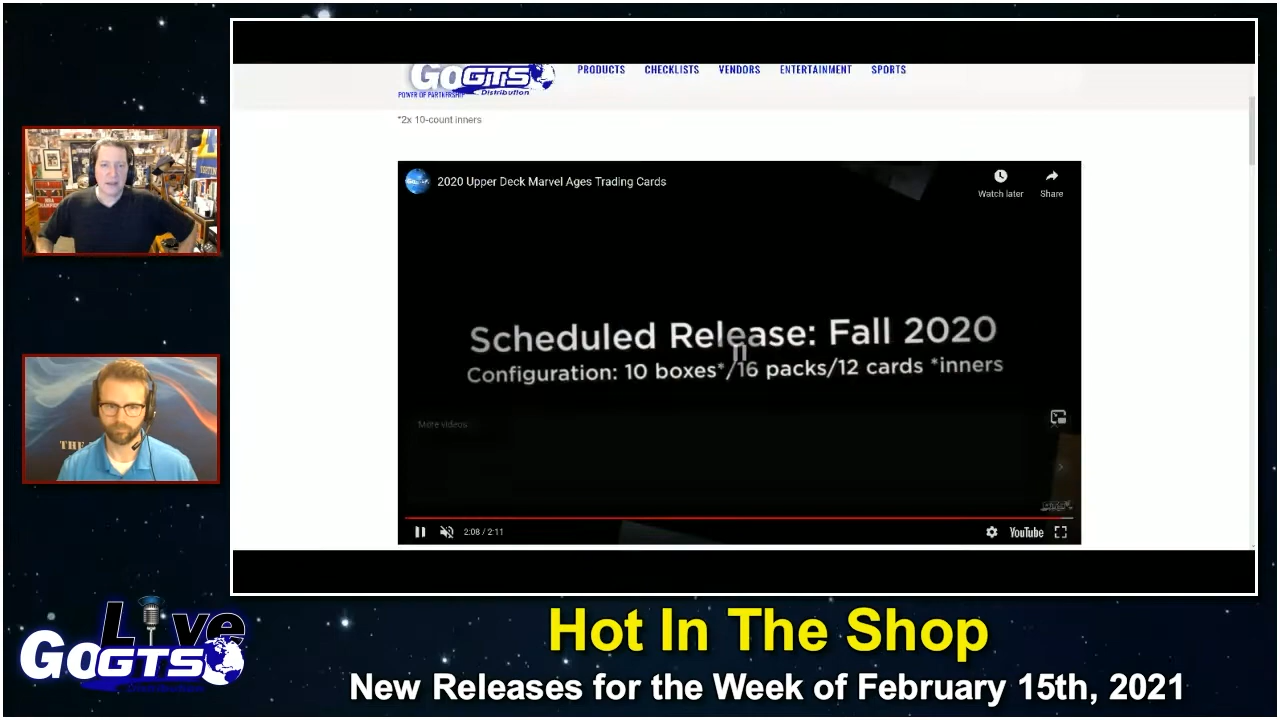 GOGTS
Distribution
POWER OF PARTNERSHIP
PRODUCTS CHECKLISTS VENDORS ENTERTAINMENT SPORTS
*2x 10-count inners
2020 Upper Deck Marvel Ages Trading Cards
Watch later
Share
Scheduled Release: Fall 2020
Configuration: 10 boxes*/16 packs/12 cards *inners
More videos
2:08 / 2:11
YouTube
THE
Live
GOGTS
Hot In The Shop
New Releases for the Week of February 15th, 2021